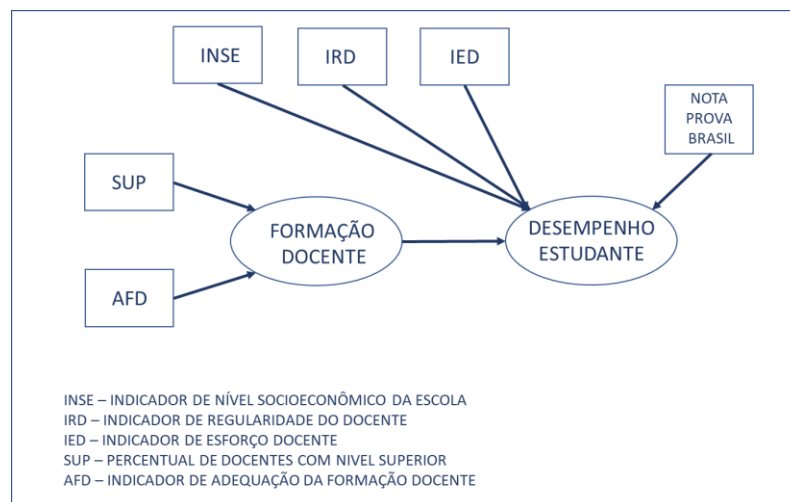 INSE
IRD
IED
NOTA
PROVA
BRASIL
SUP
FORMAÇÃO
DOCENTE
DESEMPENHO
ESTUDANTE
AFD
INSE – INDICADOR DE NÍVEL SOCIOECONÔMICO DA ESCOLA
IRD – INDICADOR DE REGULARIDADE DO DOCENTE
IED – INDICADOR DE ESFORÇO DOCENTE
SUP – PERCENTUAL DE DOCENTES COM NIVEL SUPERIOR
AFD – INDICADOR DE ADEQUAÇÃO DA FORMAÇÃO DOCENTE